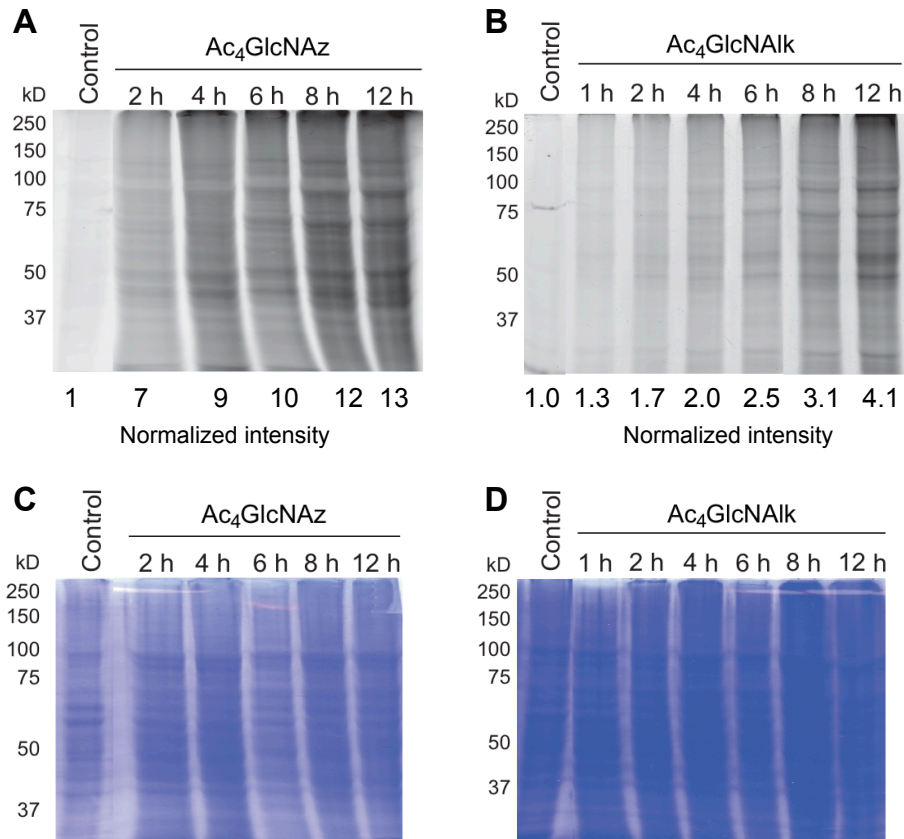 A
Control
Ac₄GlcNAz
kD
2 h 4 h 6 h 8 h 12 h
250
150
100
75
50
37
1 7 9 10 12 13
Normalized intensity
B
Control
Ac₄GlcNAlk
kD
1 h 2 h 4 h 6 h 8 h 12 h
250
150
100
75
50
37
1.0 1.3 1.7 2.0 2.5 3.1 4.1
Normalized intensity
C
Control
Ac₄GlcNAz
kD
2 h 4 h 6 h 8 h 12 h
250
150
100
75
50
37
D
Control
Ac₄GlcNAlk
kD
1 h 2 h 4 h 6 h 8 h 12 h
250
150
100
75
50
37